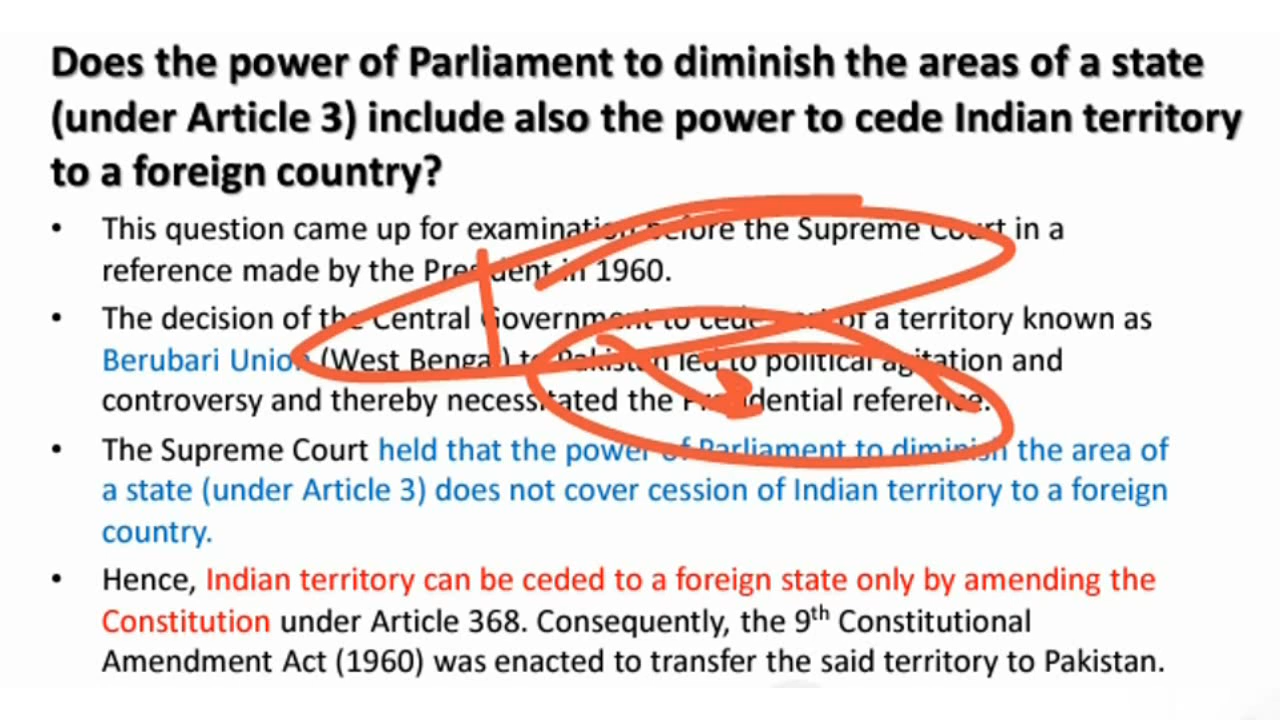 Does the power of Parliament to diminish the areas of a state
(under Article 3) include also the power to cede Indian territory
to a foreign country?
• This question came up for examination before the Supreme Court in a
reference made by the President in 1960.
• The decision of the Central Government to cede part of a territory known as
Berubari Union (West Bengal) to Pakistan led to political agitation and
controversy and thereby necessitated the Presidential reference.
• The Supreme Court held that the power of Parliament to diminish the area of
a state (under Article 3) does not cover cession of Indian territory to a foreign
country.
• Hence, Indian territory can be ceded to a foreign state only by amending the
Constitution under Article 368. Consequently, the 9th Constitutional
Amendment Act (1960) was enacted to transfer the said territory to Pakistan.